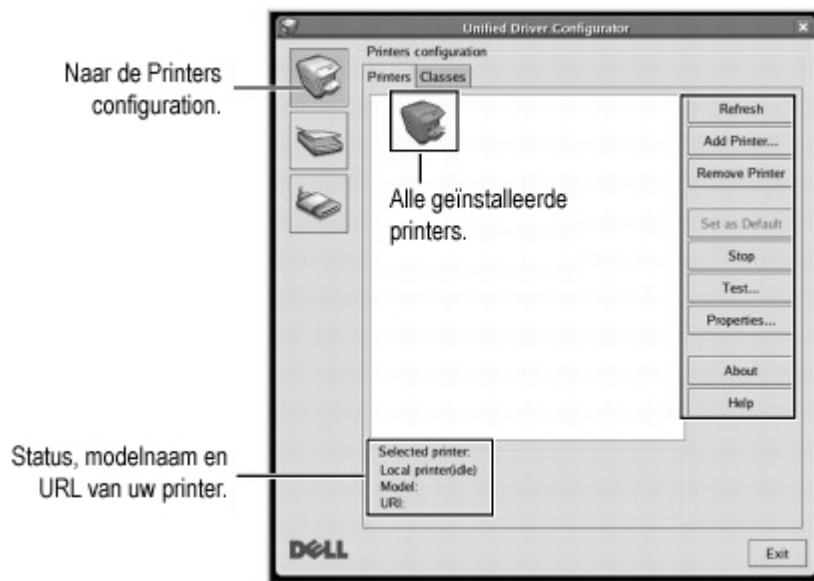 Unified Driver Configurator
Naar de Printers
configuration.
Printers configuration
Printers Classes
Alle geïnstalleerde
printers.
Refresh
Add Printer...
Remove Printer
Set as Default
Stop
Test...
Properties...
About
Help
Status, modelnaam en
URL van uw printer.
Selected printer:
Local printer(idle)
Model:
URI:
DELL
Exit